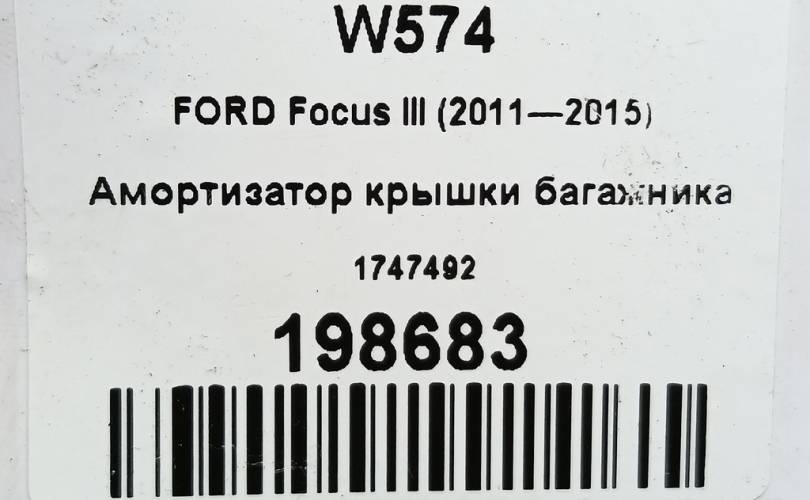 W574
FORD Focus III (2011—2015)
Амортизатор крышки багажника
1747492
198683